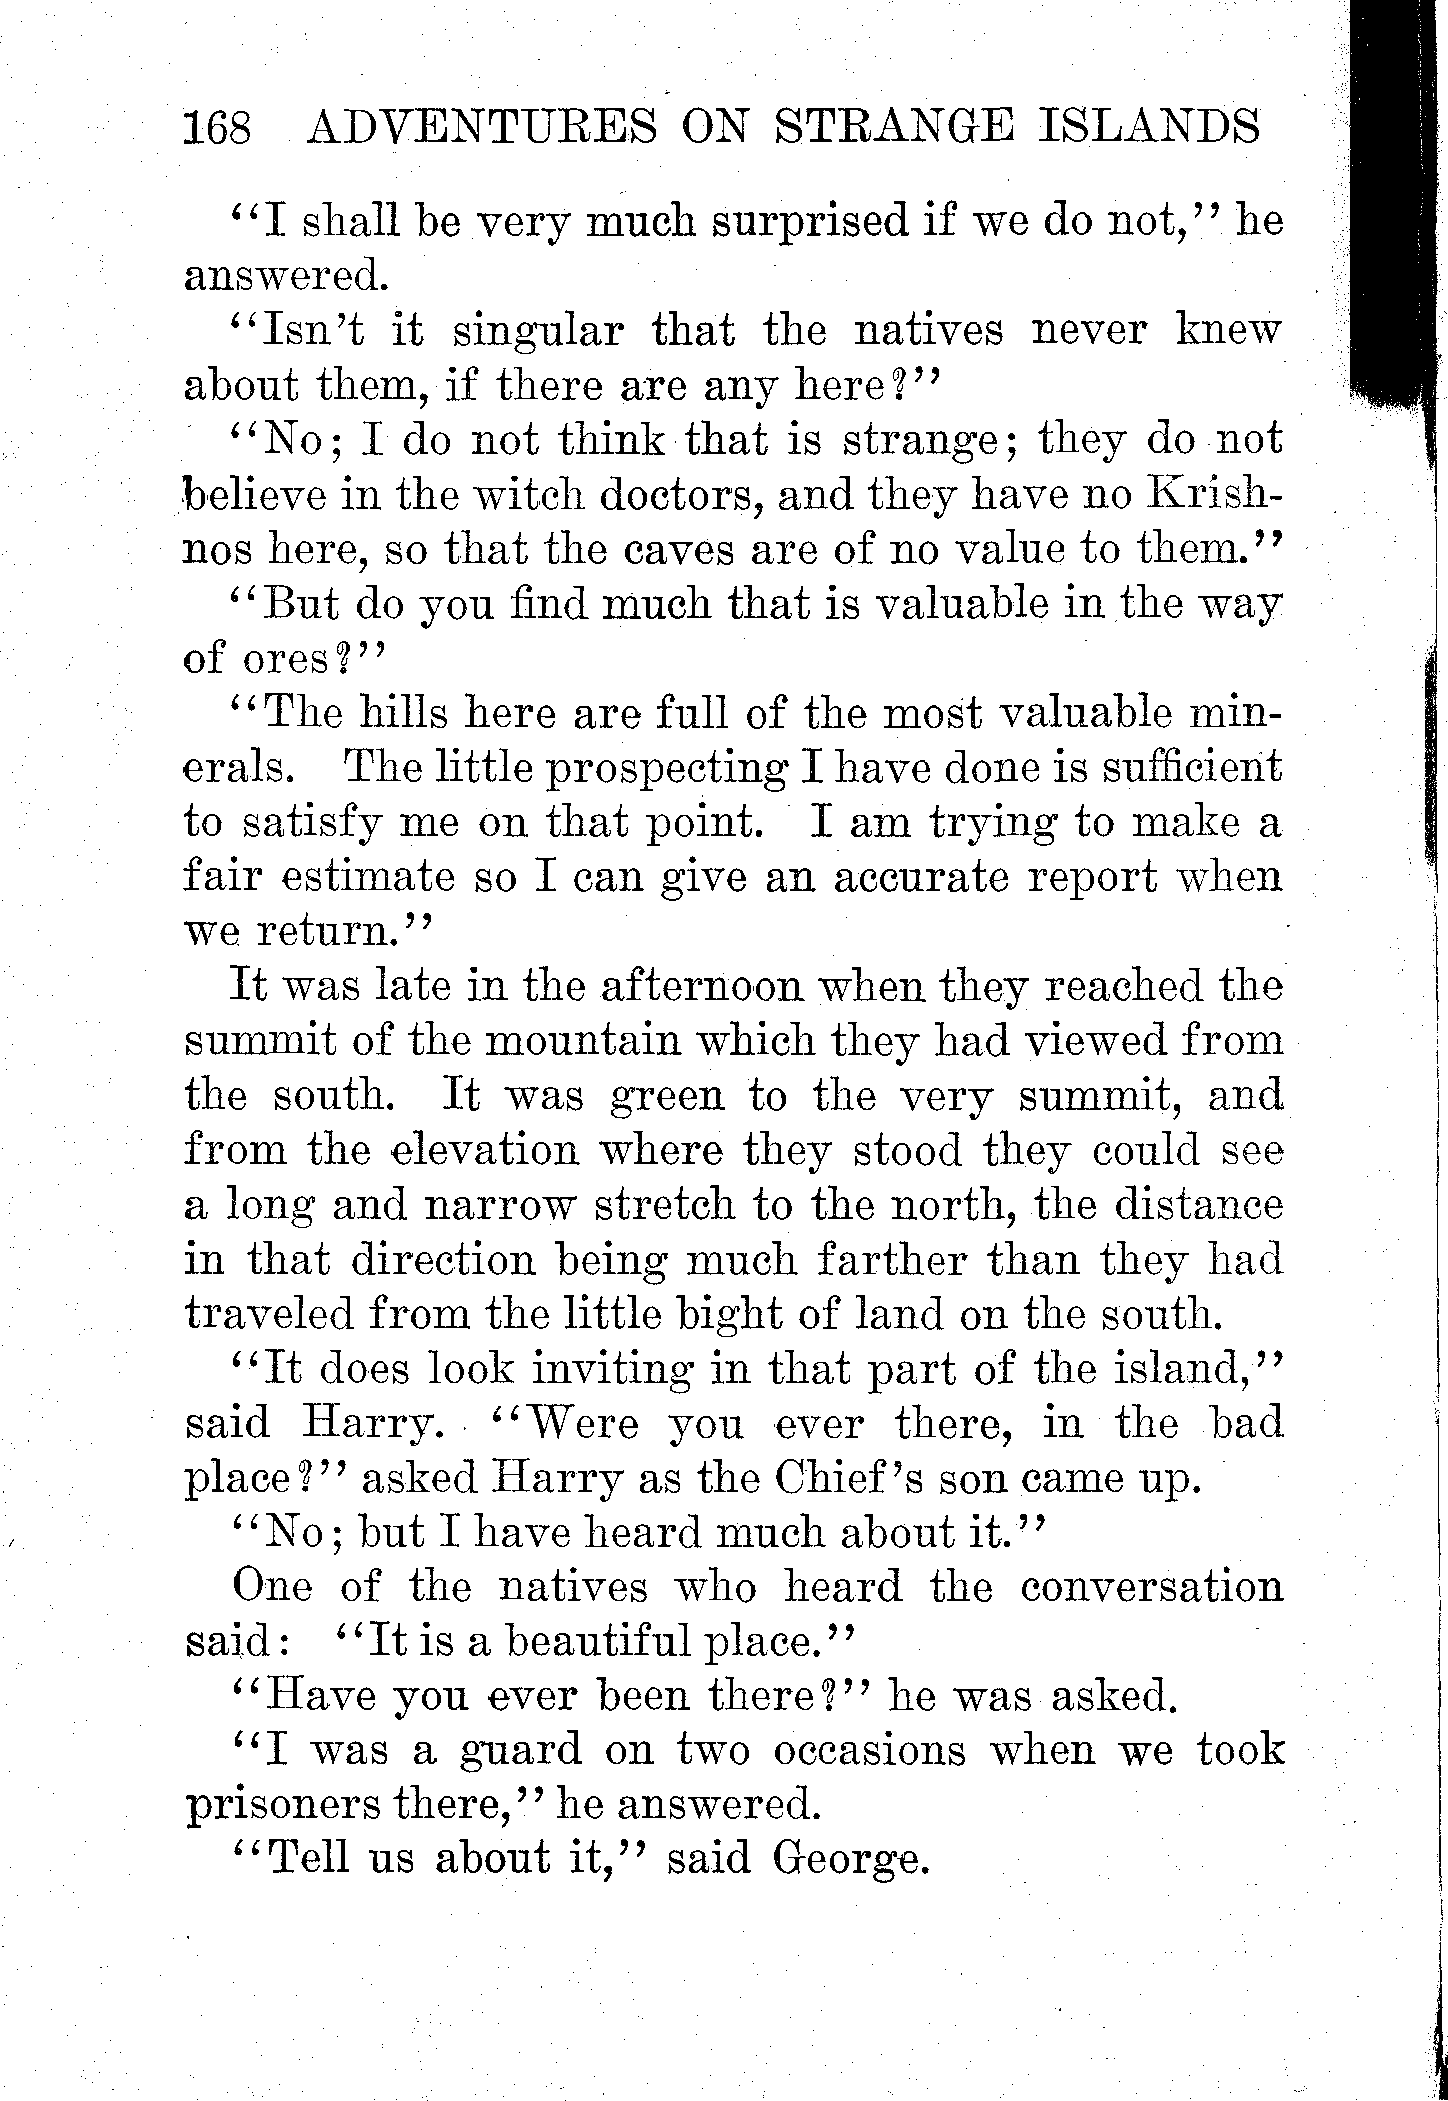 168 ADVENTURES ON STRANGE ISLANDS
"I shall be very much surprised if we do not," he
answered.
"Isn't it singular that the natives never knew
about them, if there are any here?"
"No; I do not think that is strange; they do not
believe in the witch doctors, and they have no Krish-
nos here, so that the caves are of no value to them."
"But do you find much that is valuable in the way
of ores?"
"The hills here are full of the most valuable min-
erals. The little prospecting I have done is sufficient
to satisfy me on that point. I am trying to make a
fair estimate so I can give an accurate report when
we return."
It was late in the afternoon when they reached the
summit of the mountain which they had viewed from
the south. It was green to the very summit, and
from the elevation where they stood they could see
a long and narrow stretch to the north, the distance
in that direction being much farther than they had
traveled from the little bight of land on the south.
"It does look inviting in that part of the island,"
said Harry. "Were you ever there, in the bad
place?" asked Harry as the Chief's son came up.
"No; but I have heard much about it."
One of the natives who heard the conversation
said: "It is a beautiful place."
"Have you ever been there?" he was asked.
"I was a guard on two occasions when we took
prisoners there," he answered.
"Tell us about it," said George.